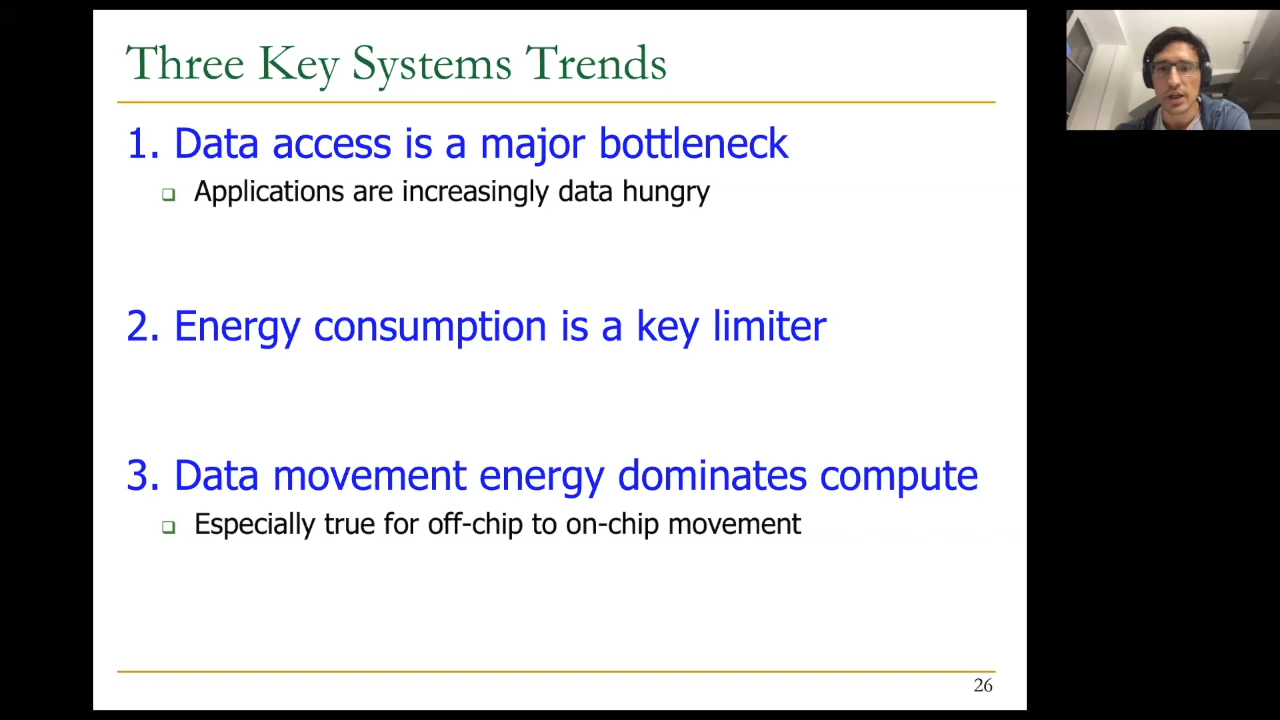 Three Key Systems Trends
1. Data access is a major bottleneck
❑ Applications are increasingly data hungry
2. Energy consumption is a key limiter
3. Data movement energy dominates compute
❑ Especially true for off-chip to on-chip movement
26